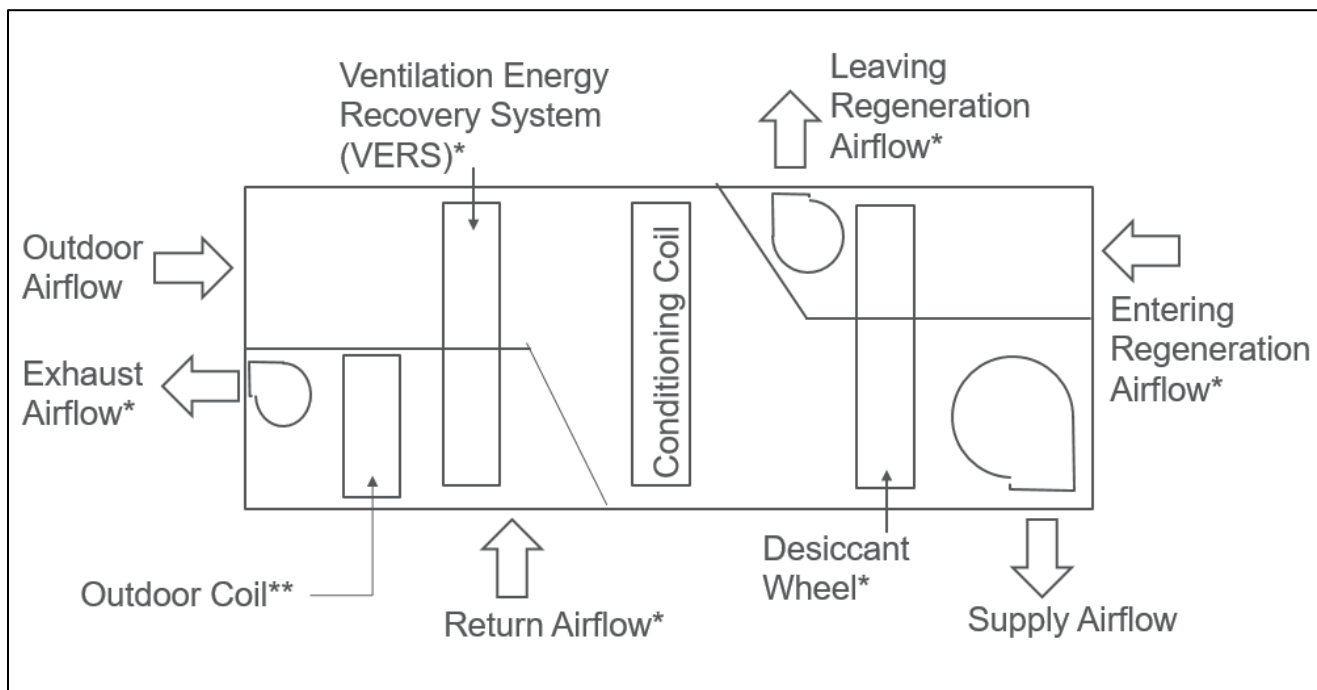 Ventilation Energy
Recovery System
(VERS)*
Leaving
Regeneration
Airflow*
Outdoor
Airflow
Exhaust
Airflow*
Conditioning Coil
Entering
Regeneration
Airflow*
Outdoor Coil**
Return Airflow*
Desiccant
Wheel*
Supply Airflow